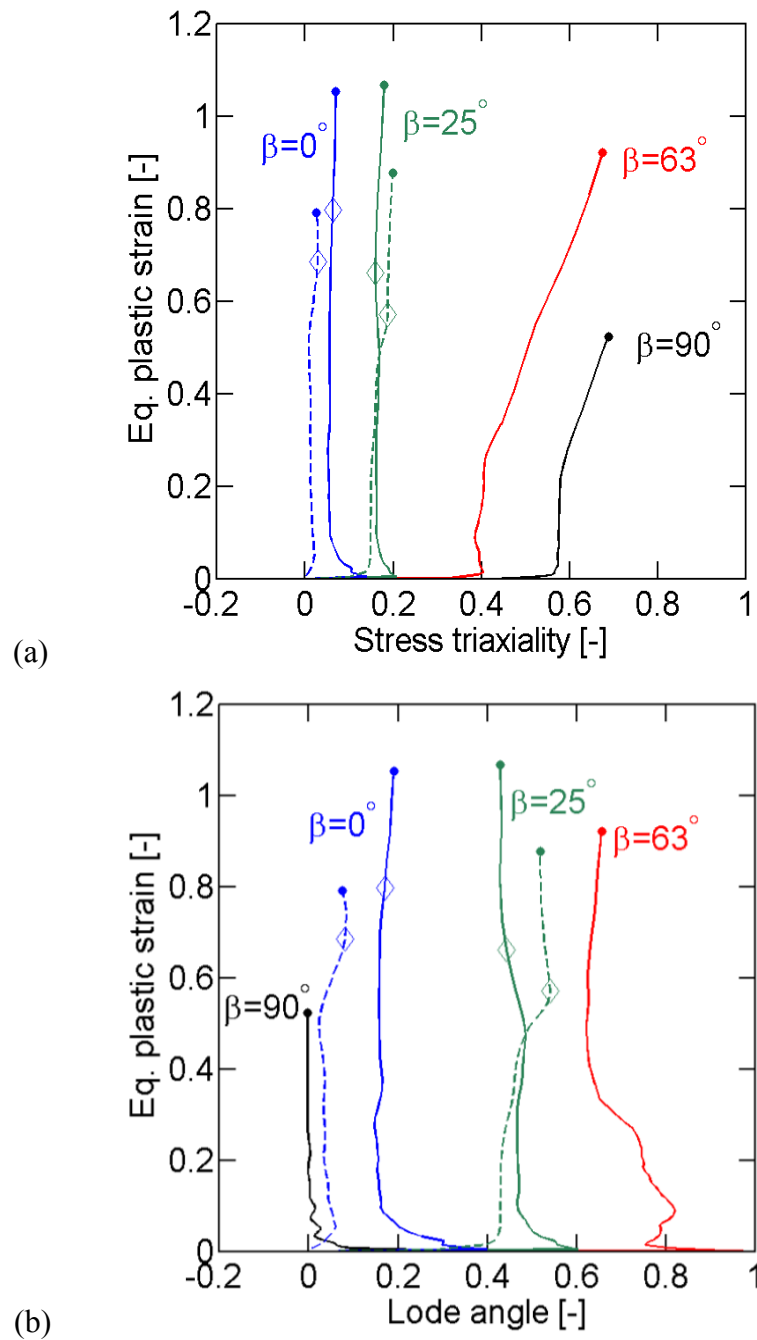 1.2
1
0.8
0.6
0.4
0.2
0
Eq. plastic strain [-]
β=0°
β=25°
β=63°
β=90°
-0.2 0 0.2 0.4 0.6 0.8 1
Stress triaxiality [-]
(a)
1.2
1
0.8
0.6
0.4
0.2
0
Eq. plastic strain [-]
β=0°
β=25°
β=63°
β=90°
-0.2 0 0.2 0.4 0.6 0.8 1
Lode angle [-]
(b)